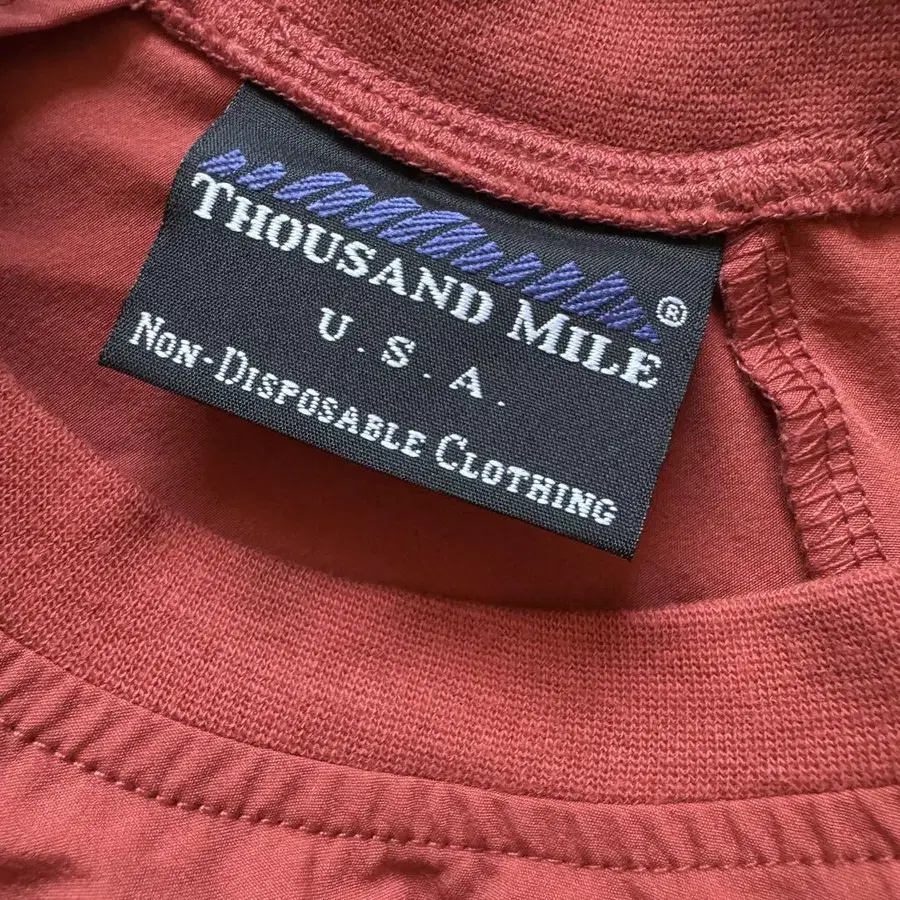 THOUSAND MILE ®
U.S.A.
NON-DISPOSABLE CLOTHING